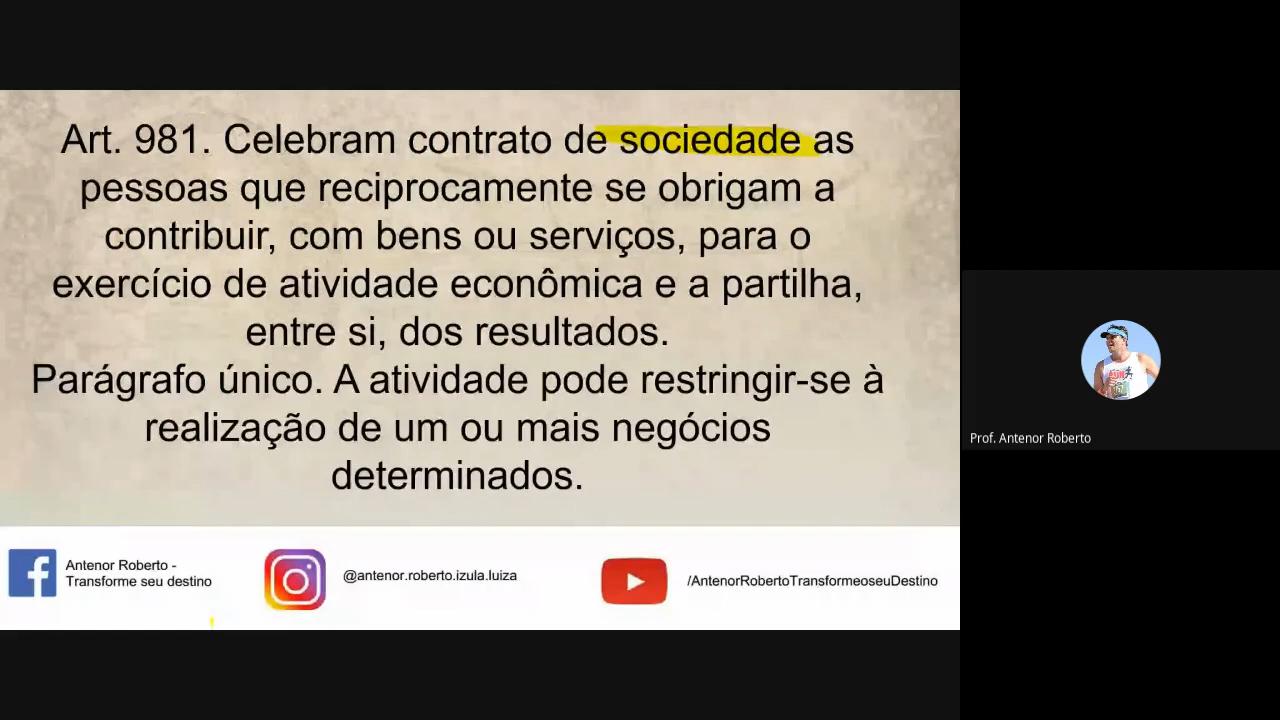 Art. 981. Celebram contrato de sociedade as
pessoas que reciprocamente se obrigam a
contribuir, com bens ou serviços, para o
exercício de atividade econômica e a partilha,
entre si, dos resultados.
Parágrafo único. A atividade pode restringir-se à
realização de um ou mais negócios
determinados.
Antenor Roberto -
Transforme seu destino
@antenor.roberto.izula.luiza
/AntenorRobertoTransformeoseuDestino
Prof. Antenor Roberto